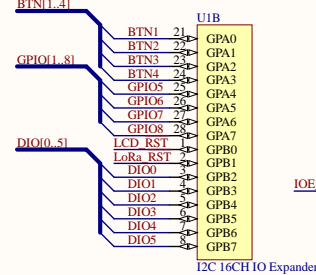 BTN[1..4]
U1B
BTN1 21 GPA0
BTN2 22 GPA1
BTN3 23 GPA2
BTN4 24 GPA3
GPIO[1..8]
GPIO5 25 GPA4
GPIO6 26 GPA5
GPIO7 27 GPA6
GPIO8 28 GPA7
LCD_RST 1 GPB0
LoRa_RST 2 GPB1
DIO[0..5]
DIO0 3 GPB2
DIO1 4 GPB3
DIO2 5 GPB4
DIO3 6 GPB5
DIO4 7 GPB6
DIO5 8 GPB7
IOE
I2C 16CH IO Expander